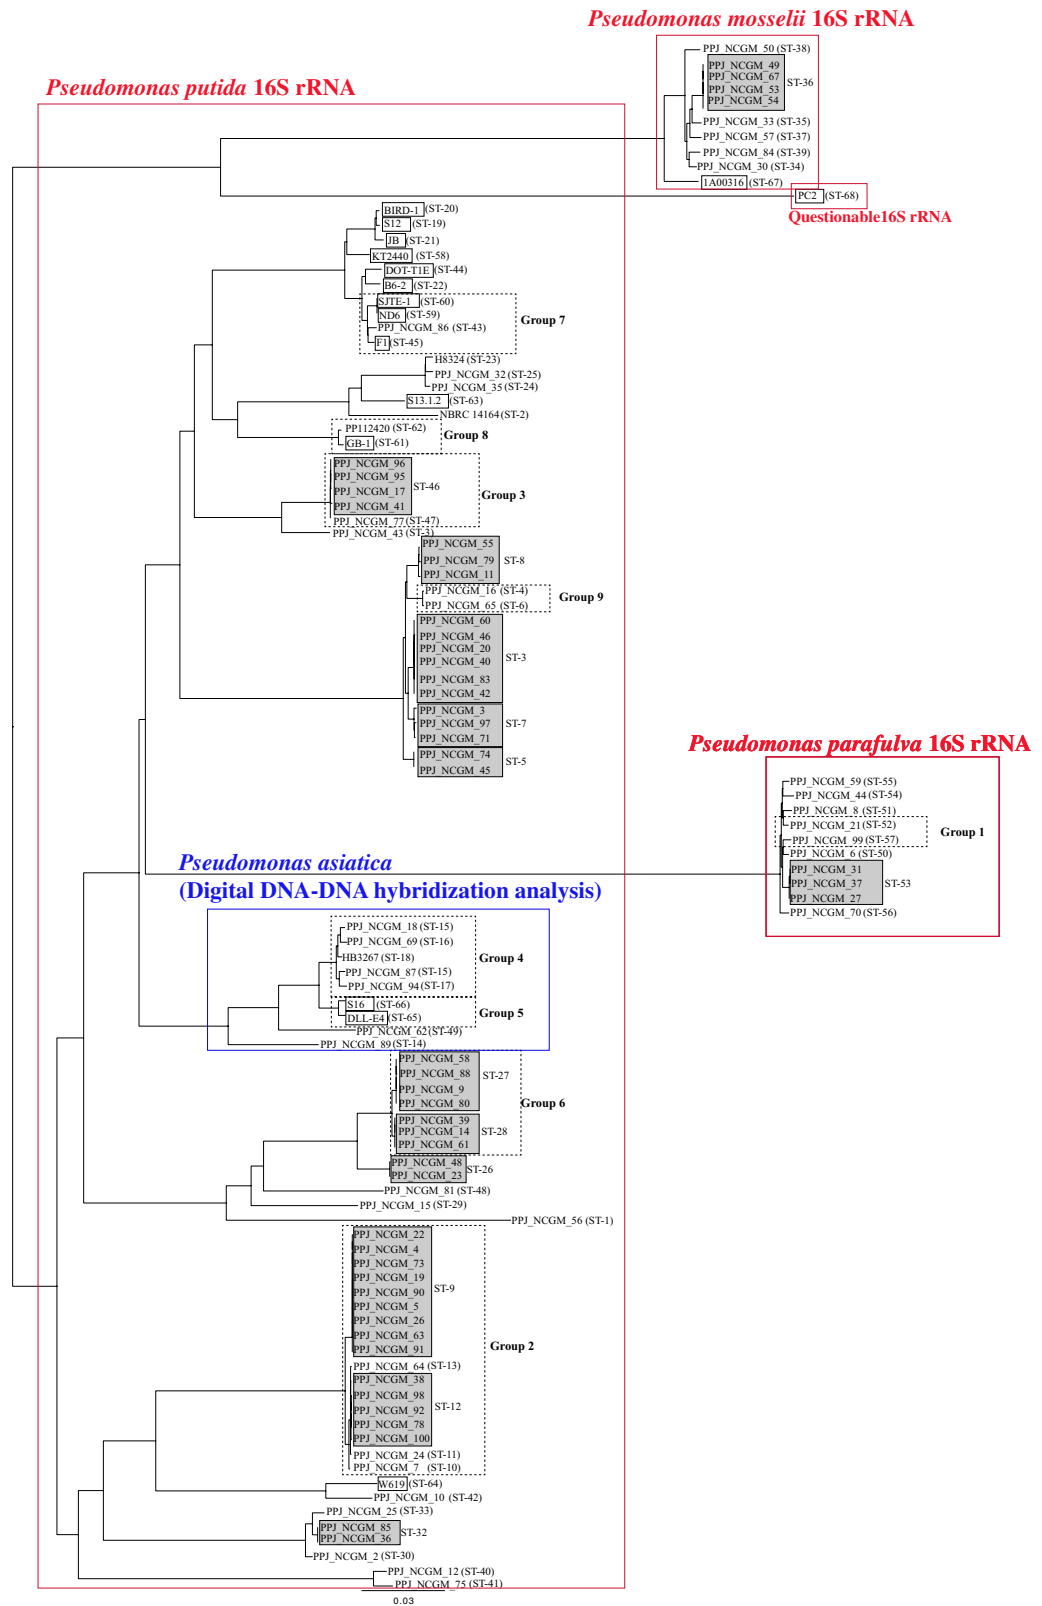 Pseudomonas mosselii 16S rRNA
PPJ_NCGM_50 (ST-38)
PPJ_NCGM_49
PPJ_NCGM_67
PPJ_NCGM_53
PPJ_NCGM_54
ST-36
PPJ_NCGM_33 (ST-35)
PPJ_NCGM_57 (ST-37)
PPJ_NCGM_84 (ST-39)
PPJ_NCGM_30 (ST-34)
1A00316 (ST-67)
PC2 (ST-68)
Questionable16S rRNA
Pseudomonas putida 16S rRNA
BIRD-1 (ST-20)
S12 (ST-19)
JB (ST-21)
KT2440 (ST-58)
DOT-T1E (ST-44)
B6-2 (ST-22)
SJTE-1 (ST-60)
ND6 (ST-59)
PPJ_NCGM_86 (ST-43)
F1 (ST-45)
Group 7
H8324 (ST-23)
PPJ_NCGM_32 (ST-25)
PPJ_NCGM_35 (ST-24)
S13.1.2 (ST-63)
NBRC 14164 (ST-2)
PP112420 (ST-62)
GB-1 (ST-61)
Group 8
PPJ_NCGM_96
PPJ_NCGM_95
PPJ_NCGM_17
PPJ_NCGM_41
ST-46
PPJ_NCGM_77 (ST-47)
Group 3
PPJ_NCGM_43 (ST-3)
PPJ_NCGM_55
PPJ_NCGM_79
PPJ_NCGM_11
ST-8
PPJ_NCGM_16 (ST-4)
PPJ_NCGM_65 (ST-6)
Group 9
PPJ_NCGM_60
PPJ_NCGM_46
PPJ_NCGM_20
PPJ_NCGM_40
PPJ_NCGM_83
PPJ_NCGM_42
ST-3
PPJ_NCGM_3
PPJ_NCGM_97
PPJ_NCGM_71
ST-7
PPJ_NCGM_74
PPJ_NCGM_45
ST-5
Pseudomonas parafulva 16S rRNA
PPJ_NCGM_59 (ST-55)
PPJ_NCGM_44 (ST-54)
PPJ_NCGM_8 (ST-51)
PPJ_NCGM_21 (ST-52)
PPJ_NCGM_99 (ST-57)
Group 1
PPJ_NCGM_6 (ST-50)
PPJ_NCGM_31
PPJ_NCGM_37
PPJ_NCGM_27
ST-53
PPJ_NCGM_70 (ST-56)
Pseudomonas asiatica
(Digital DNA-DNA hybridization analysis)
PPJ_NCGM_18 (ST-15)
PPJ_NCGM_69 (ST-16)
HB3267 (ST-18)
PPJ_NCGM_87 (ST-15)
PPJ_NCGM_94 (ST-17)
Group 4
S16 (ST-66)
DLL-E4 (ST-65)
Group 5
PPJ_NCGM_62 (ST-49)
PPJ_NCGM_89 (ST-14)
PPJ_NCGM_58
PPJ_NCGM_88
PPJ_NCGM_9
PPJ_NCGM_80
ST-27
PPJ_NCGM_39
PPJ_NCGM_14
PPJ_NCGM_61
ST-28
Group 6
PPJ_NCGM_48
PPJ_NCGM_23
ST-26
PPJ_NCGM_81 (ST-48)
PPJ_NCGM_15 (ST-29)
PPJ_NCGM_56 (ST-1)
PPJ_NCGM_22
PPJ_NCGM_4
PPJ_NCGM_73
PPJ_NCGM_19
PPJ_NCGM_90
PPJ_NCGM_5
PPJ_NCGM_26
PPJ_NCGM_63
PPJ_NCGM_91
ST-9
PPJ_NCGM_64 (ST-13)
PPJ_NCGM_38
PPJ_NCGM_98
PPJ_NCGM_92
PPJ_NCGM_78
PPJ_NCGM_100
ST-12
PPJ_NCGM_24 (ST-11)
PPJ_NCGM_7 (ST-10)
Group 2
W619 (ST-64)
PPJ_NCGM_10 (ST-42)
PPJ_NCGM_25 (ST-33)
PPJ_NCGM_85
PPJ_NCGM_36
ST-32
PPJ_NCGM_2 (ST-30)
PPJ_NCGM_12 (ST-40)
PPJ_NCGM_75 (ST-41)
0.03